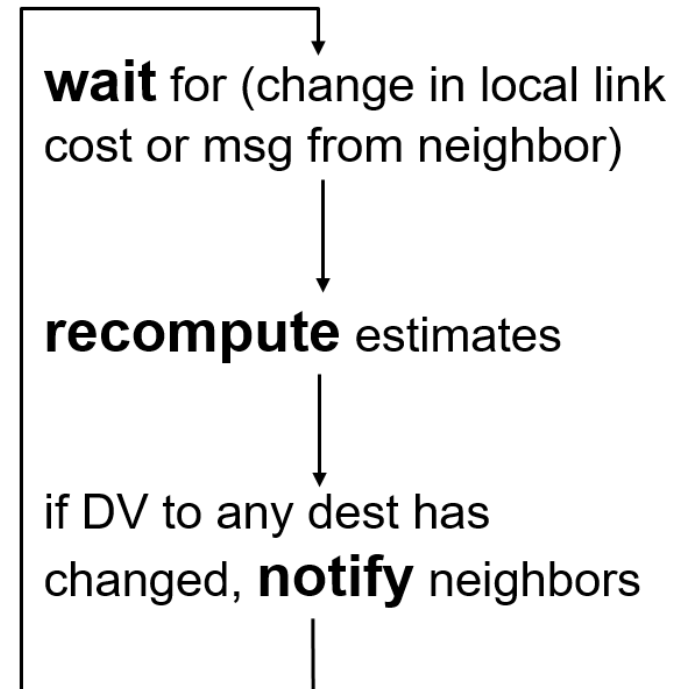 wait for (change in local link
cost or msg from neighbor)
recompute estimates
if DV to any dest has
changed, notify neighbors